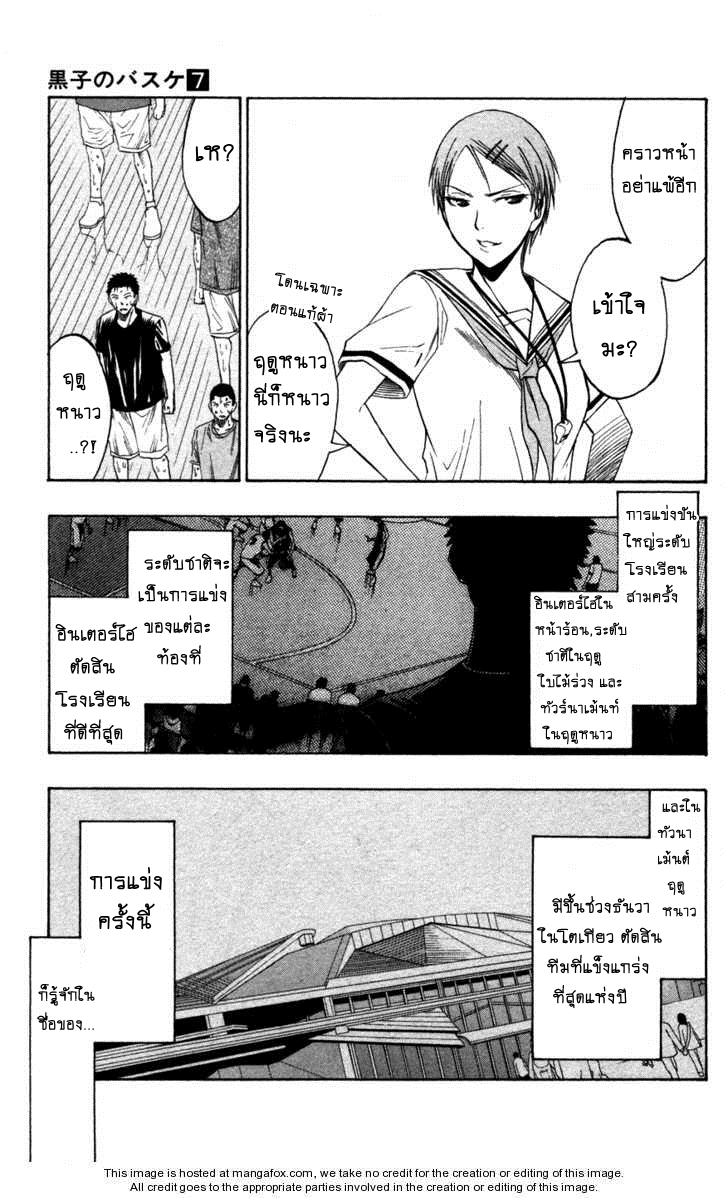 黒子のバスケ 7
คราวหน้า
อย่าแพ้อีก
เข้าใจ
มะ?
โดนเฉพาะ
ตอนแท้ผ้า
ฤดูหนาว
นี่ก็หนาว
จริงนะ
เห?
ฤดู
หนาว
..?!
การแข่งขัน
ใหญ่ระดับ
โรงเรียน
สามครั้ง
อินเตอร์ไฮใน
หน้าร้อน,ระดับ
ชาติในฤดู
ใบไม้ร่วง และ
ทัวร์นาเม้นท์
ในฤดูหนาว
ระดับชาติจะ
เป็นการแข่ง
ของแต่ละ
ท้องที่
อินเตอร์ไฮ
ตัดสิน
โรงเรียน
ที่ดีที่สุด
และใน
ทัวนา
เม้นต์
ฤดู
หนาว
มีขึ้นช่วงธันวา
ในโตเกียว ตัดสิน
ทีมที่แข็งแกร่ง
ที่สุดแห่งปี
การแข่ง
ครั้งนี้
ก็รู้จักใน
ชื่อของ...
This image is hosted at mangafox.com, we take no credit for the creation or editing of this image.
All credit goes to the appropriate parties involved in the creation or editing of this image.